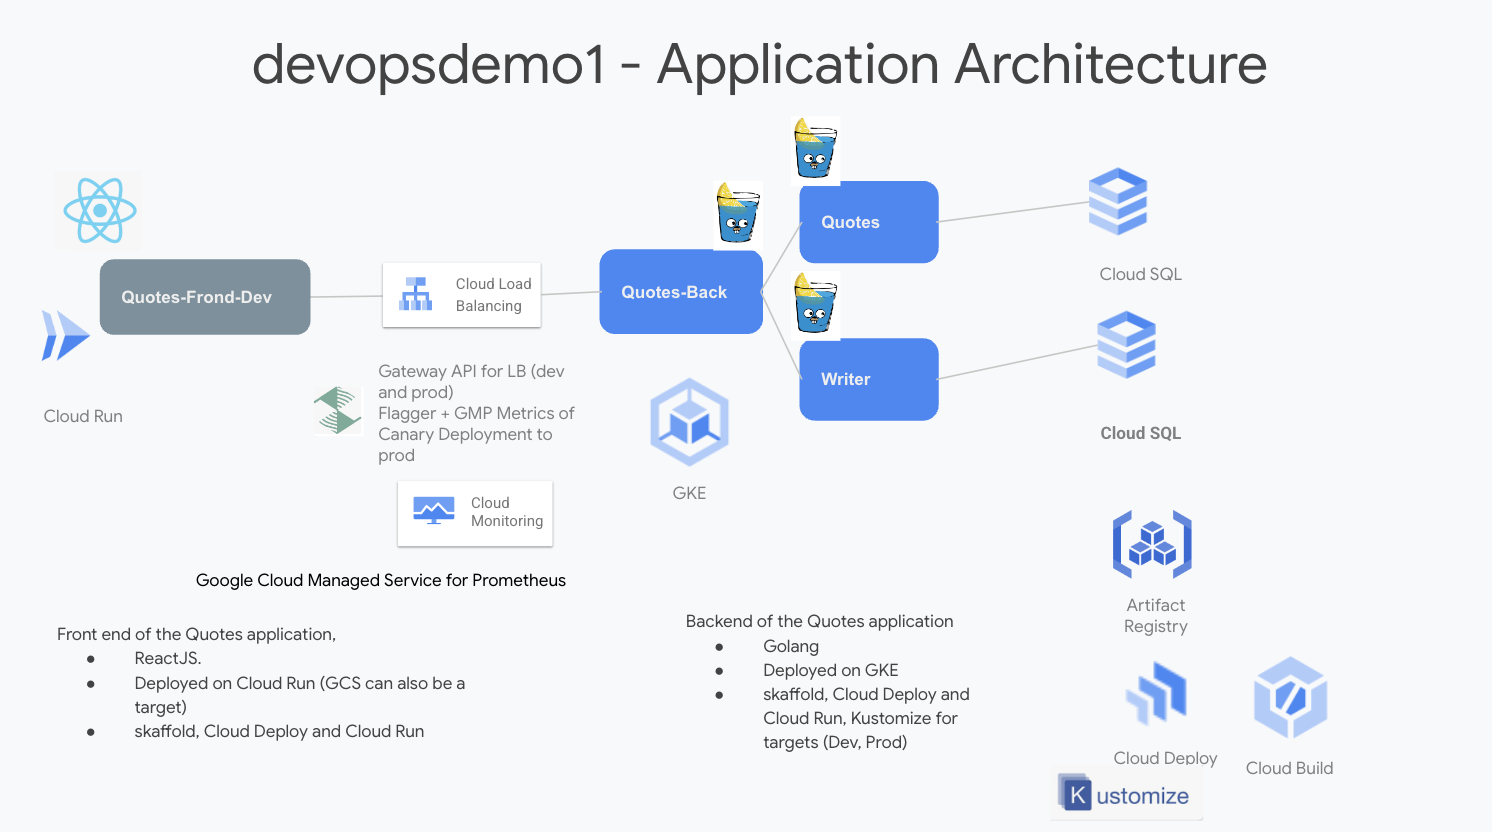 devopsdemo1 - Application Architecture
Quotes-Frond-Dev
Cloud Run
Cloud Load
Balancing
Gateway API for LB (dev
and prod)
Flagger + GMP Metrics of
Canary Deployment to
prod
Cloud
Monitoring
Google Cloud Managed Service for Prometheus
Quotes-Back
GKE
Quotes
Writer
Cloud SQL
Cloud SQL
Front end of the Quotes application,
● ReactJS.
● Deployed on Cloud Run (GCS can also be a
target)
● skaffold, Cloud Deploy and Cloud Run
Backend of the Quotes application
● Golang
● Deployed on GKE
● skaffold, Cloud Deploy and
Cloud Run, Kustomize for
targets (Dev, Prod)
Artifact
Registry
Cloud Deploy
Cloud Build
Kustomize